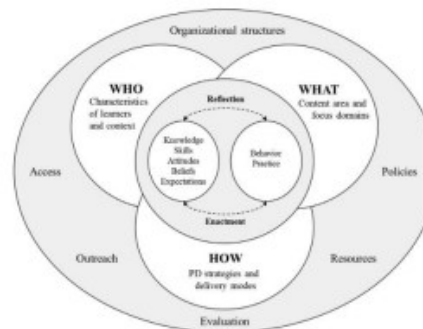 Organizational structures
WHO
Characteristics
of learners
and context
WHAT
Content area and
focus domains
Reflection
Knowledge
Skills
Attitudes
Beliefs
Expectations
Behavior
Practice
Access
Policies
Enactment
HOW
PD strategies and
delivery modes
Outreach
Resources
Evaluation